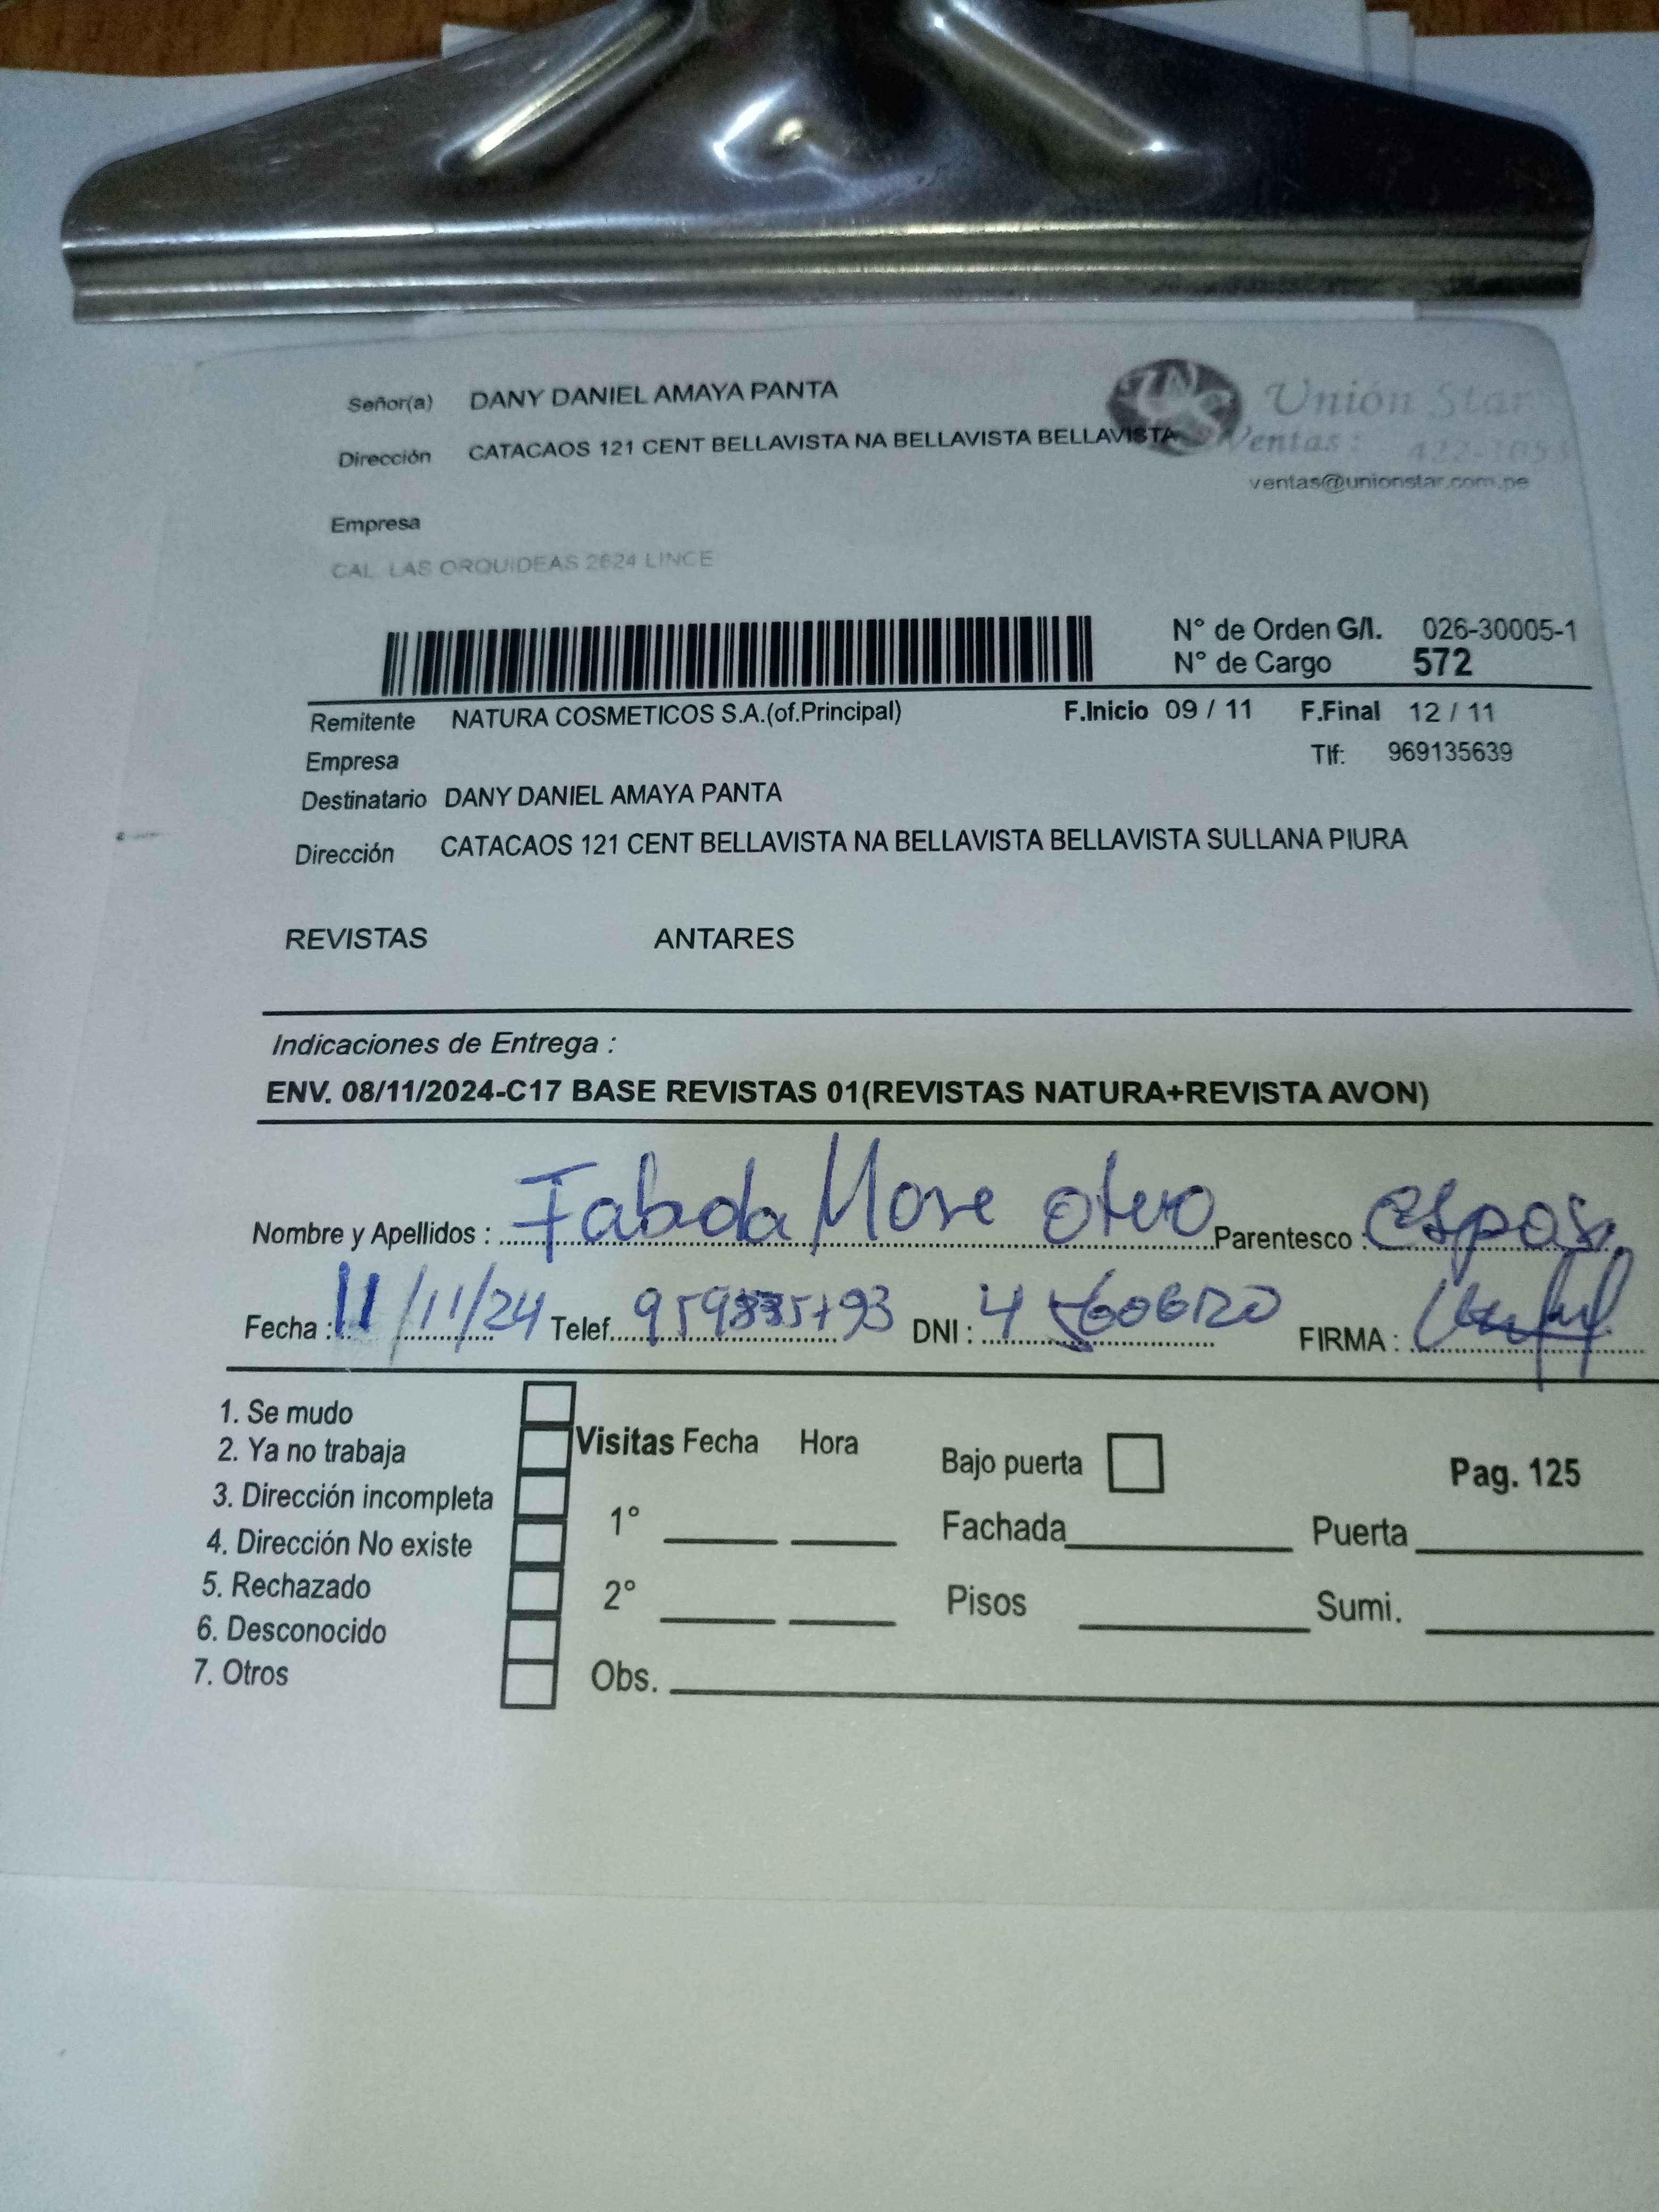 Señor(a) DANY DANIEL AMAYA PANTA
Unión Star
Dirección CATACAOS 121 CENT BELLAVISTA NA BELLAVISTA BELLAVISTA
Ventas: 422-1053
ventas@unionstar.com.pe
Empresa
CAL. LAS ORQUIDEAS 2624 LINCE
N° de Orden G/I. 026-30005-1
N° de Cargo 572
Remitente NATURA COSMETICOS S.A.(of.Principal) F.Inicio 09 / 11 F.Final 12 / 11
Empresa Tlf: 969135639
Destinatario DANY DANIEL AMAYA PANTA
Dirección CATACAOS 121 CENT BELLAVISTA NA BELLAVISTA BELLAVISTA SULLANA PIURA
REVISTAS ANTARES
Indicaciones de Entrega :
ENV. 08/11/2024-C17 BASE REVISTAS 01(REVISTAS NATURA+REVISTA AVON)
Nombre y Apellidos : More Parentesco :
Fecha : 11/11/24 Telef. DNI : FIRMA :
1. Se mudo
2. Ya no trabaja Visitas Fecha Hora Bajo puerta Pag. 125
3. Dirección incompleta
1° Fachada Puerta
4. Dirección No existe
5. Rechazado 2° Pisos Sumi.
6. Desconocido
7. Otros Obs.